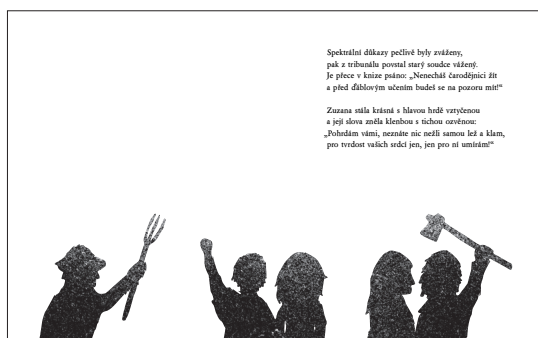 Spektrální důkazy pečlivě byly zváženy,
pak z tribunálu povstal starý soudce vážený.
Je přece v knize psáno: „Nenecháš čarodějnici žít
a před ďáblovým učením budeš se na pozoru mít!“
Zuzana stála krásná s hlavou hrdě vztyčenou
a její slova zněla klenbou s tichou ozvěnou:
„Pohrdám vámi, neznáte nic nežli samou lež a klam,
pro tvrdost vašich srdcí jen, jen pro ní umírám!“